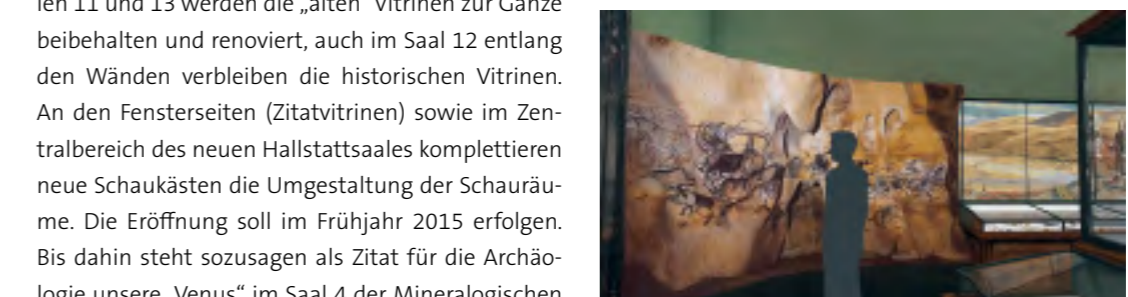 len 11 und 13 werden die „alten“ Vitrinen zur Gänze
beibehalten und renoviert, auch im Saal 12 entlang
den Wänden verbleiben die historischen Vitrinen.
An den Fensterseiten (Zitatvitrinen) sowie im Zen-
tralbereich des neuen Hallstattsaales komplettieren
neue Schaukästen die Umgestaltung der Schauräu-
me. Die Eröffnung soll im Frühjahr 2015 erfolgen.
Bis dahin steht sozusagen als Zitat für die Archäo-
logie unsere „Venus“ im Saal 4 der Mineralogischen